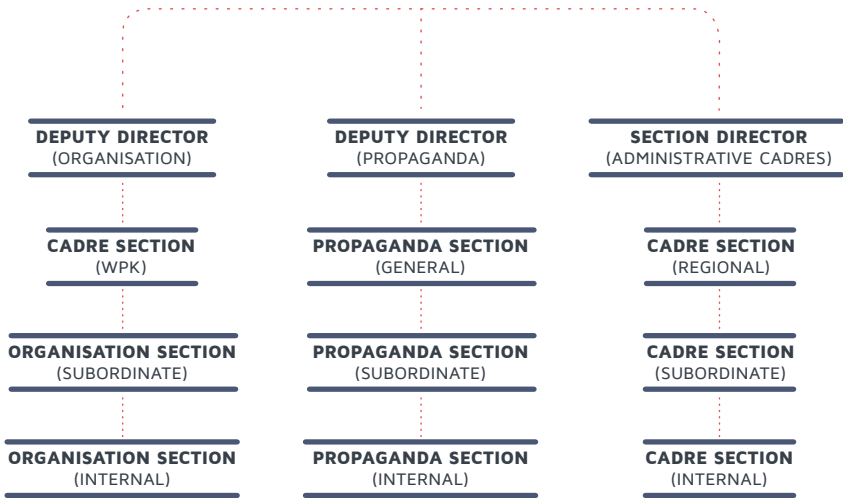 DEPUTY DIRECTOR
(ORGANISATION)
DEPUTY DIRECTOR
(PROPAGANDA)
SECTION DIRECTOR
(ADMINISTRATIVE CADRES)
CADRE SECTION
(WPK)
PROPAGANDA SECTION
(GENERAL)
CADRE SECTION
(REGIONAL)
ORGANISATION SECTION
(SUBORDINATE)
PROPAGANDA SECTION
(SUBORDINATE)
CADRE SECTION
(SUBORDINATE)
ORGANISATION SECTION
(INTERNAL)
PROPAGANDA SECTION
(INTERNAL)
CADRE SECTION
(INTERNAL)